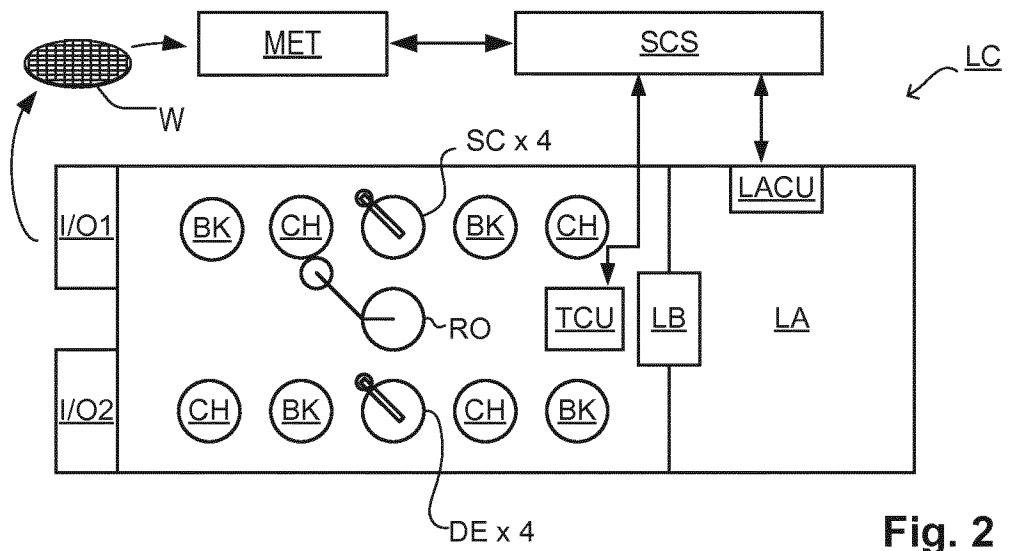 MET
SCS
LC
W
SC x 4
LACU
I/O1
BK
CH
BK
CH
RO
TCU
LB
LA
I/O2
CH
BK
CH
BK
DE x 4
Fig. 2